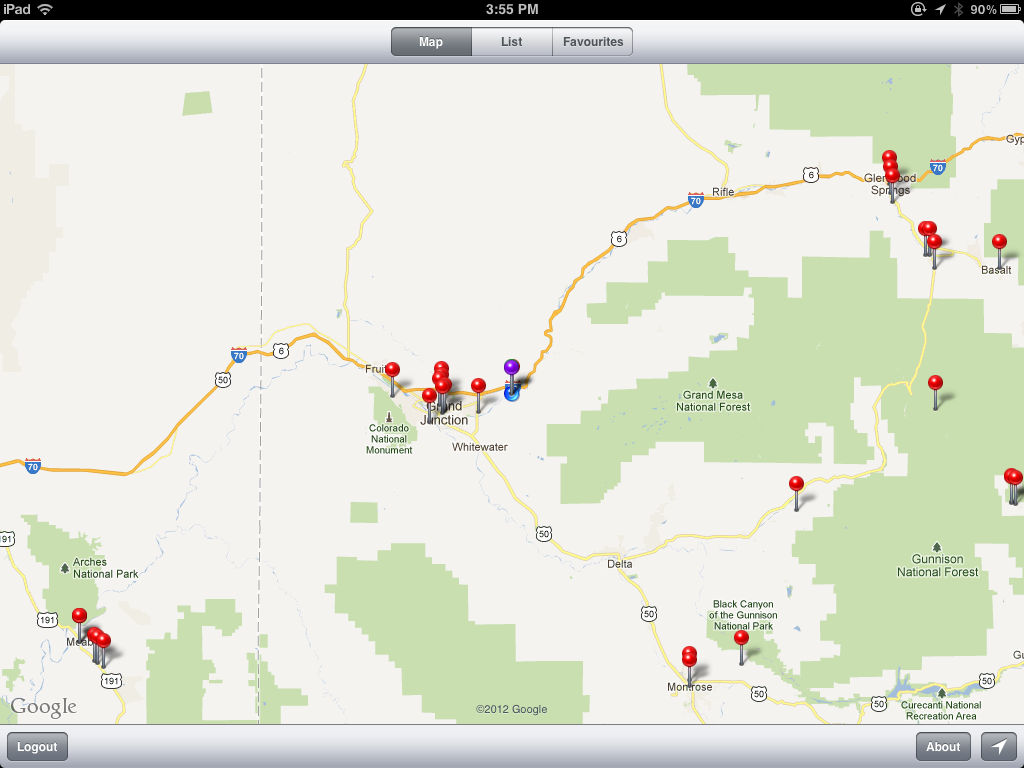 iPad
3:55 PM
90%
Map
List
Favourites
70
6
Rifle
70
Glenwood
Springs
6
Basalt
70
6
50
Grand
Junction
Colorado
National
Monument
Whitewater
Grand Mesa
National Forest
70
50
191
Arches
National Park
Delta
Gunnison
National Forest
191
50
Black Canyon
of the Gunnison
National Park
Montrose
191
50
50
50
Curecanti National
Recreation Area
Google
©2012 Google
Logout
About